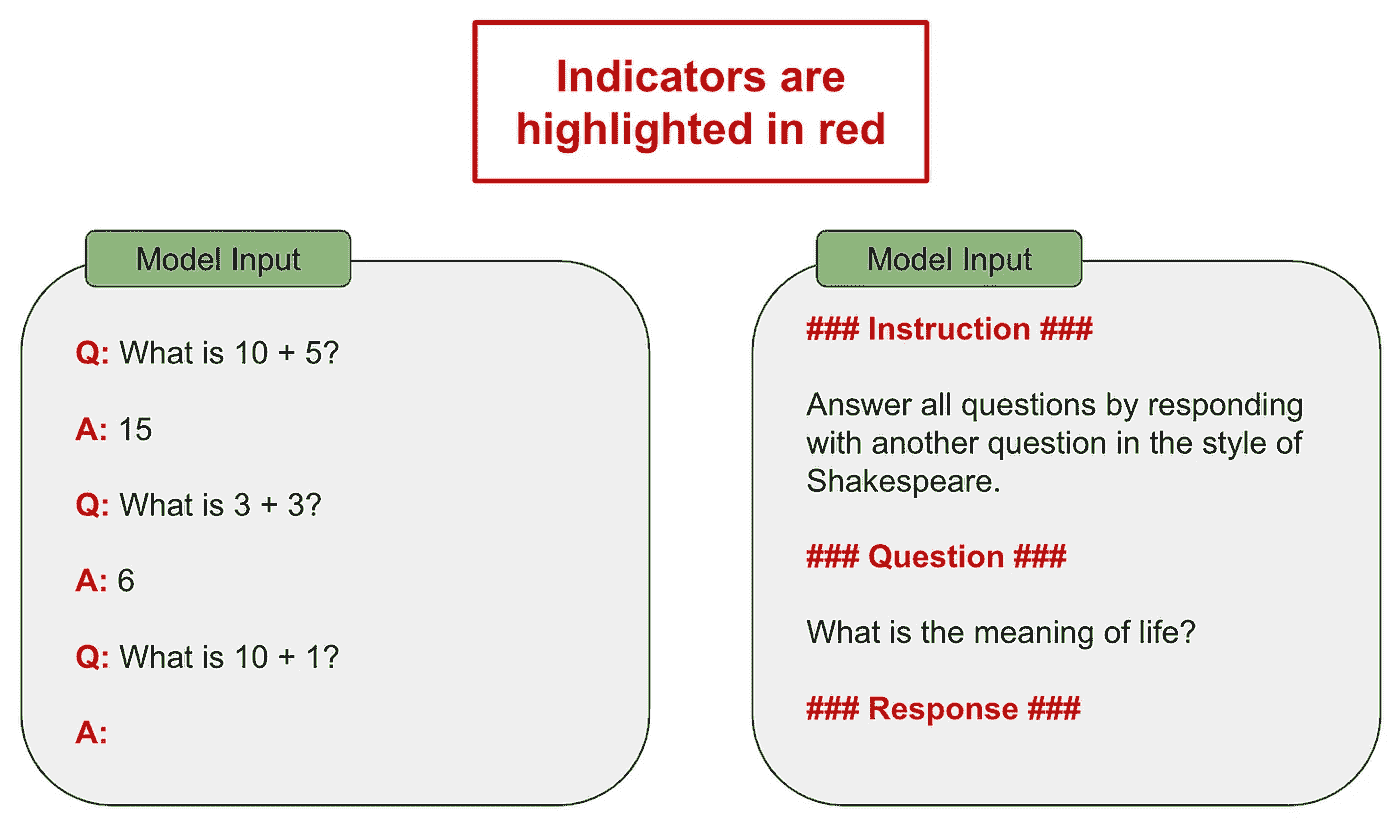 Indicators are
highlighted in red
Model Input
Q: What is 10 + 5?
A: 15
Q: What is 3 + 3?
A: 6
Q: What is 10 + 1?
A:
Model Input
### Instruction ###
Answer all questions by responding
with another question in the style of
Shakespeare.
### Question ###
What is the meaning of life?
### Response ###